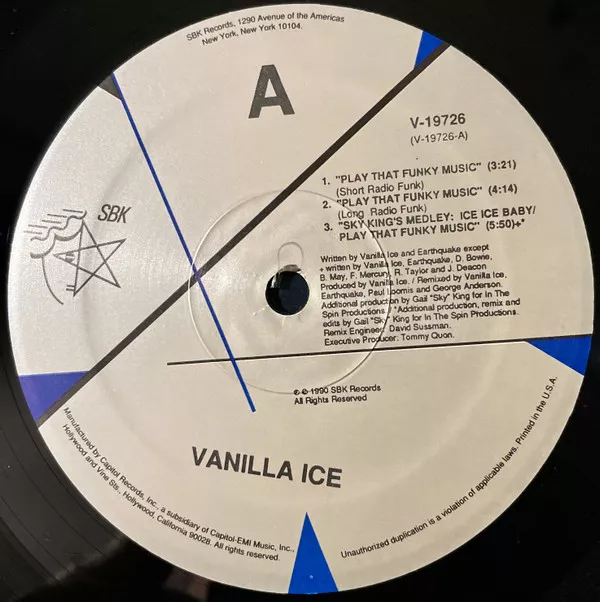 SBK Records, 1290 Avenue of the Americas
New York, New York 10104.
A
V-19726
(V-19726-A)
SBK
1. "PLAY THAT FUNKY MUSIC" (3:21)
(Short Radio Funk)
2. "PLAY THAT FUNKY MUSIC" (4:14)
(Long Radio Funk)
3. "SKY KING'S MEDLEY: ICE ICE BABY/
PLAY THAT FUNKY MUSIC" (5:50)+*
Written by Vanilla Ice and Earthquake except
+ written by Vanilla Ice, Earthquake, D. Bowie,
B. May, F. Mercury, R. Taylor and J. Deacon
Produced by Vanilla Ice. / Remixed by Vanilla Ice,
Earthquake, Paul Loomis and George Anderson.
Additional production by Gail "Sky" King for In The
Spin Productions / *Additional production, remix and
edits by Gail "Sky" King for In The Spin Productions.
Remix Engineer: David Sussman.
Executive Producer: Tommy Quon.
℗ © 1990 SBK Records
All Rights Reserved
VANILLA ICE
Manufactured by Capitol Records, Inc., a subsidiary of Capitol-EMI Music, Inc.,
Hollywood and Vine Sts., Hollywood, California 90028. All rights reserved.
Unauthorized duplication is a violation of applicable laws. Printed in the U.S.A.